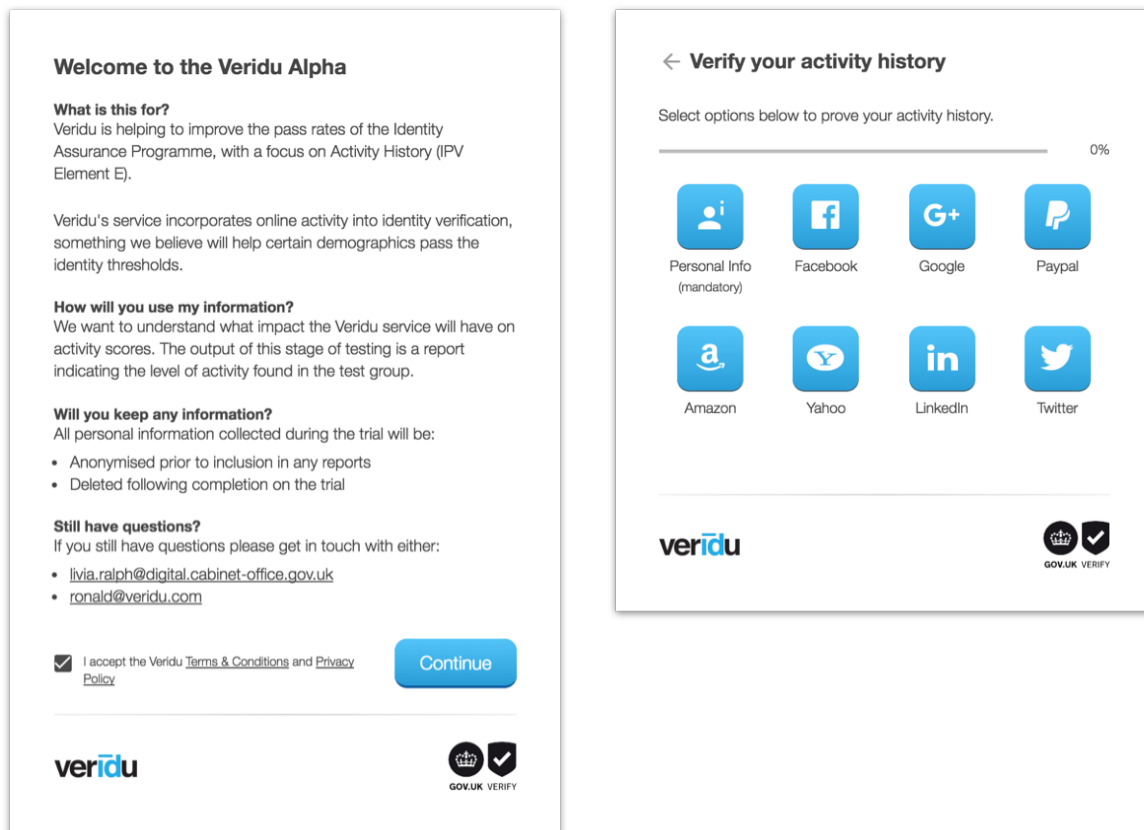 Welcome to the Veridu Alpha
What is this for?
Veridu is helping to improve the pass rates of the Identity
Assurance Programme, with a focus on Activity History (IPV
Element E).
Veridu's service incorporates online activity into identity verification,
something we believe will help certain demographics pass the
identity thresholds.
How will you use my information?
We want to understand what impact the Veridu service will have on
activity scores. The output of this stage of testing is a report
indicating the level of activity found in the test group.
Will you keep any information?
All personal information collected during the trial will be:
• Anonymised prior to inclusion in any reports
• Deleted following completion on the trial
Still have questions?
If you still have questions please get in touch with either:
• livia.ralph@digital.cabinet-office.gov.uk
• ronald@veridu.com
I accept the Veridu Terms & Conditions and Privacy
Policy
Continue
veridu
GOV.UK VERIFY
← Verify your activity history
Select options below to prove your activity history.
0%
i
G+
Personal Info
(mandatory)
Facebook
Google
Paypal
a
Y
in
Amazon
Yahoo
LinkedIn
Twitter
veridu
GOV.UK VERIFY